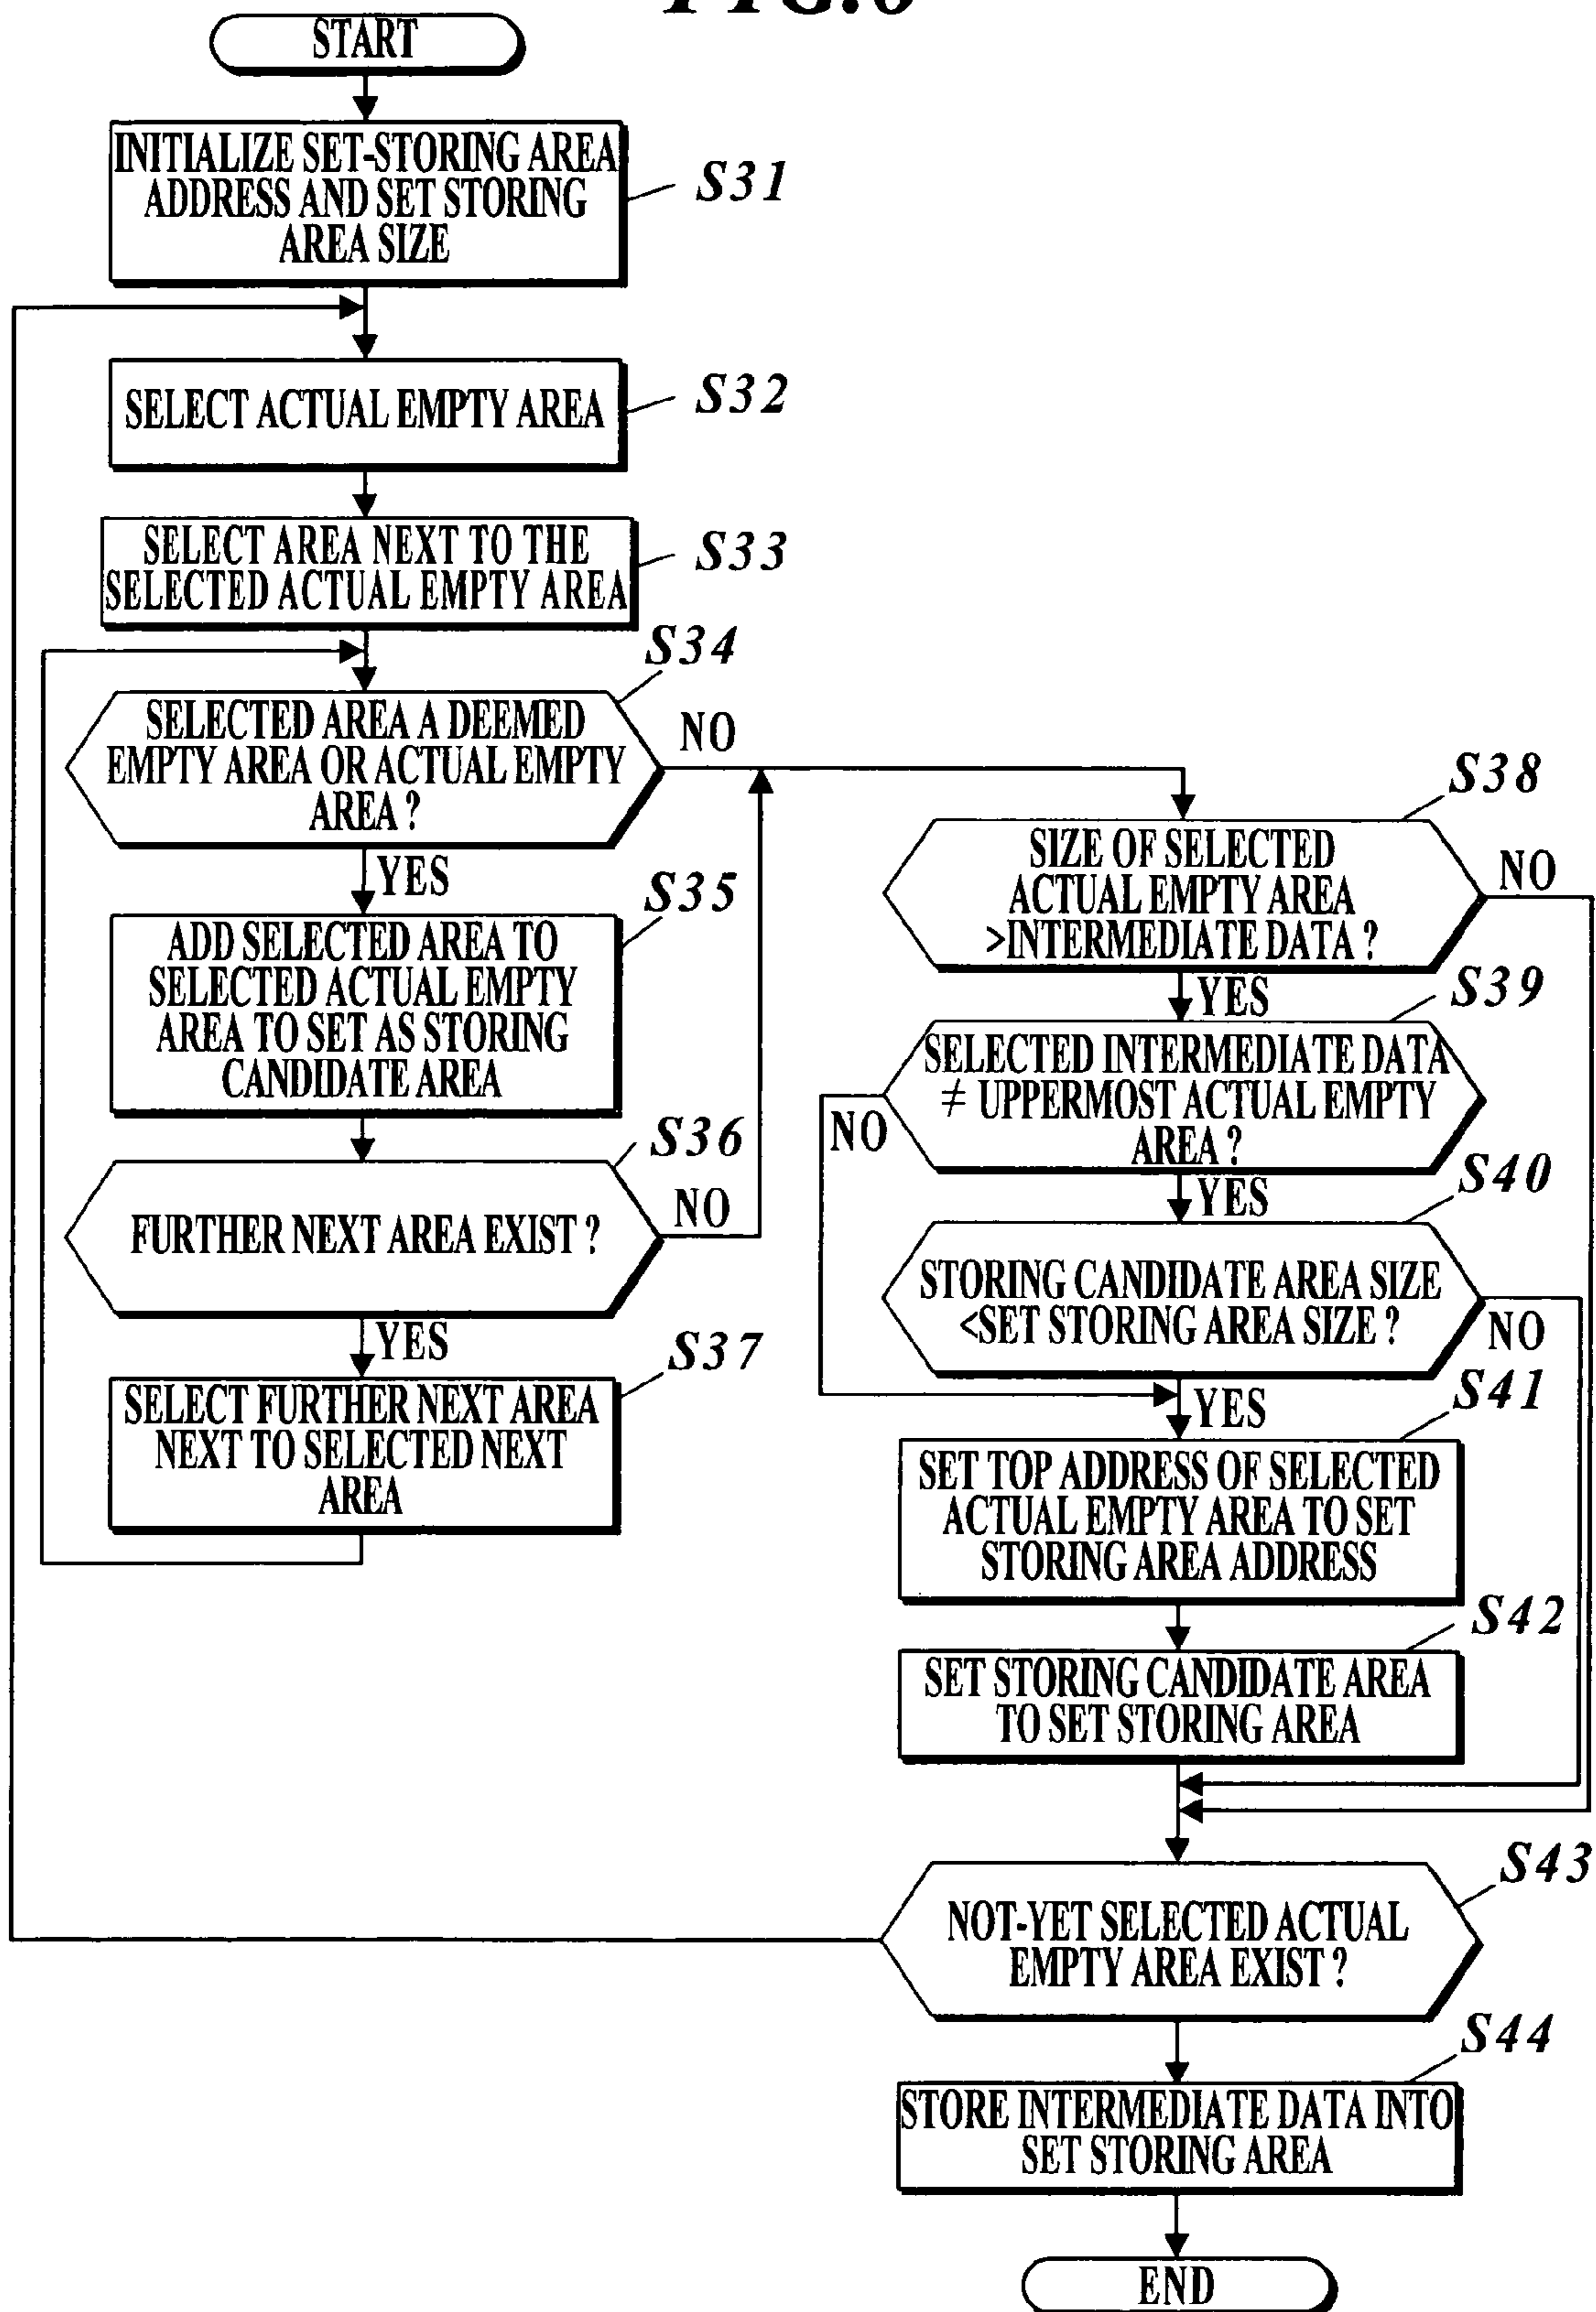 START
INITIALIZE SET-STORING AREA
ADDRESS AND SET STORING
AREA SIZE
S31
SELECT ACTUAL EMPTY AREA
S32
SELECT AREA NEXT TO THE
SELECTED ACTUAL EMPTY AREA
S33
S34
SELECTED AREA A DEEMED
EMPTY AREA OR ACTUAL EMPTY
AREA ?
NO
YES
S35
ADD SELECTED AREA TO
SELECTED ACTUAL EMPTY
AREA TO SET AS STORING
CANDIDATE AREA
S36
FURTHER NEXT AREA EXIST ?
NO
YES
S37
SELECT FURTHER NEXT AREA
NEXT TO SELECTED NEXT
AREA
S38
SIZE OF SELECTED
ACTUAL EMPTY AREA
>INTERMEDIATE DATA ?
NO
YES
S39
SELECTED INTERMEDIATE DATA
≠ UPPERMOST ACTUAL EMPTY
AREA ?
NO
YES
S40
STORING CANDIDATE AREA SIZE
<SET STORING AREA SIZE ?
NO
YES
S41
SET TOP ADDRESS OF SELECTED
ACTUAL EMPTY AREA TO SET
STORING AREA ADDRESS
S42
SET STORING CANDIDATE AREA
TO SET STORING AREA
S43
NOT-YET SELECTED ACTUAL
EMPTY AREA EXIST ?
S44
STORE INTERMEDIATE DATA INTO
SET STORING AREA
END